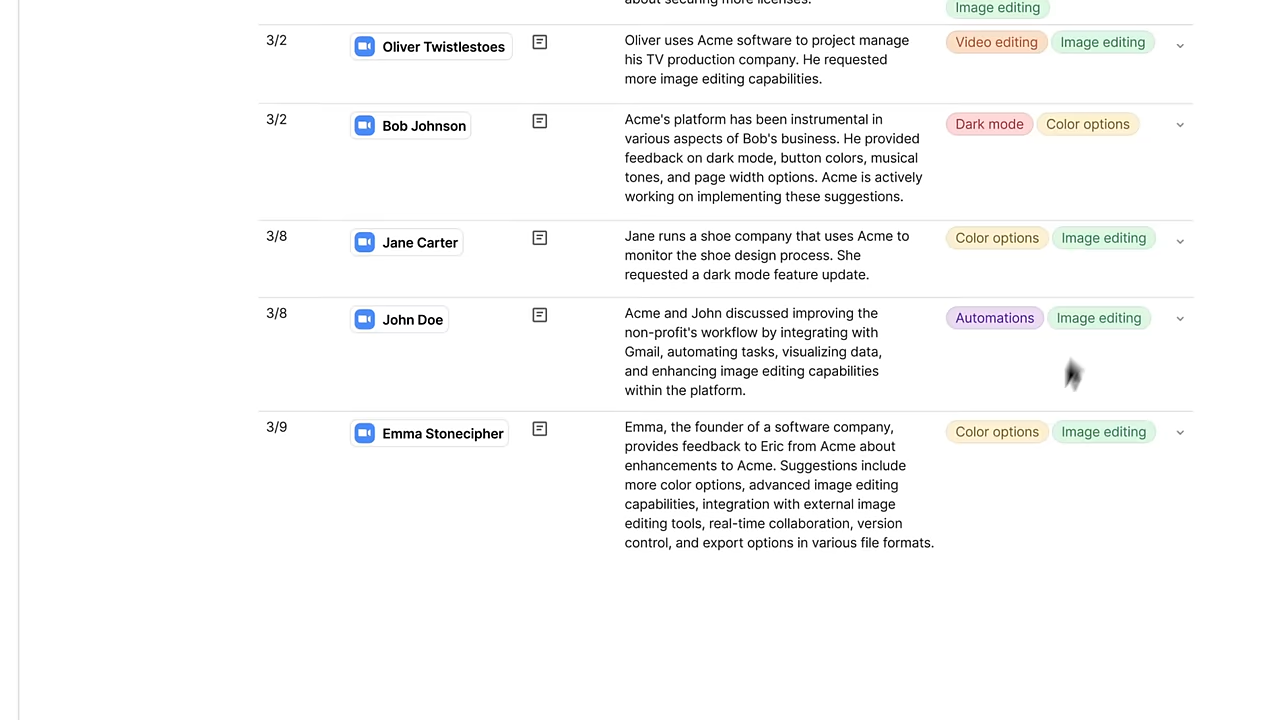 about securing more licenses.
Image editing
3/2
Oliver Twistlestoes
Oliver uses Acme software to project manage
his TV production company. He requested
more image editing capabilities.
Video editing
Image editing
3/2
Bob Johnson
Acme's platform has been instrumental in
various aspects of Bob's business. He provided
feedback on dark mode, button colors, musical
tones, and page width options. Acme is actively
working on implementing these suggestions.
Dark mode
Color options
3/8
Jane Carter
Jane runs a shoe company that uses Acme to
monitor the shoe design process. She
requested a dark mode feature update.
Color options
Image editing
3/8
John Doe
Acme and John discussed improving the
non-profit's workflow by integrating with
Gmail, automating tasks, visualizing data,
and enhancing image editing capabilities
within the platform.
Automations
Image editing
3/9
Emma Stonecipher
Emma, the founder of a software company,
provides feedback to Eric from Acme about
enhancements to Acme. Suggestions include
more color options, advanced image editing
capabilities, integration with external image
editing tools, real-time collaboration, version
control, and export options in various file formats.
Color options
Image editing